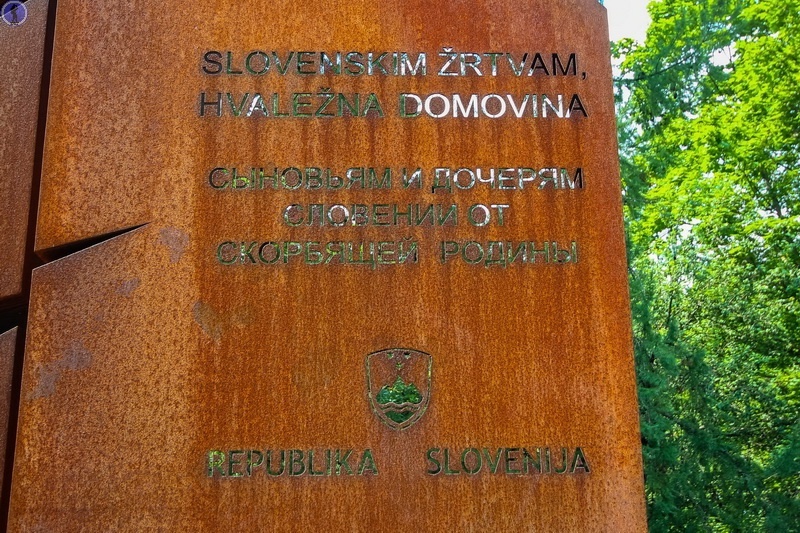 SLOVENSKIM ŽRTVAM,
HVALEŽNA DOMOVINA
СЫНОВЬЯМ И ДОЧЕРЯМ
СЛОВЕНИИ ОТ
СКОРБЯЩЕЙ РОДИНЫ
REPUBLIKA SLOVENIJA